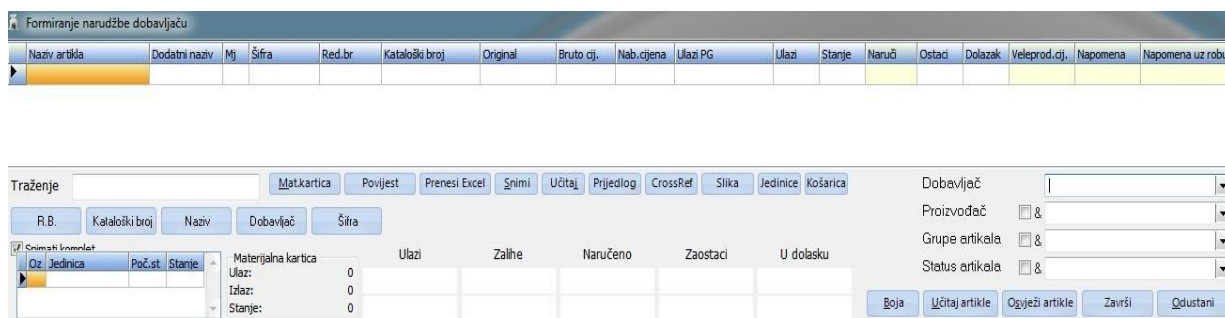 Formiranje narudžbe dobavljaču
Naziv artikla Dodatni naziv Mj Šifra Red.br Kataloški broj Original Bruto cij. Nab.cijena Ulazi PG Ulazi Stanje Naruči Ostaci Dolazak Veleprod.cij. Napomena Napomena uz robu
Traženje Mat.kartica Povijest Prenesi Excel Snimi Učitaj Prijedlog CrossRef Slika Jedinice Košarica Dobavljač
R.B. Kataloški broj Naziv Dobavljač Šifra Proizvođač &
Snimati komplet Grupe artikala &
Oz Jedinica Poč.st Stanje Materijalna kartica Ulazi Zalihe Naručeno Zaostaci U dolasku Status artikala &
Ulaz: 0
Izlaz: 0
Stanje: 0 Boja Učitaj artikle Osvježi artikle Završi Odustani